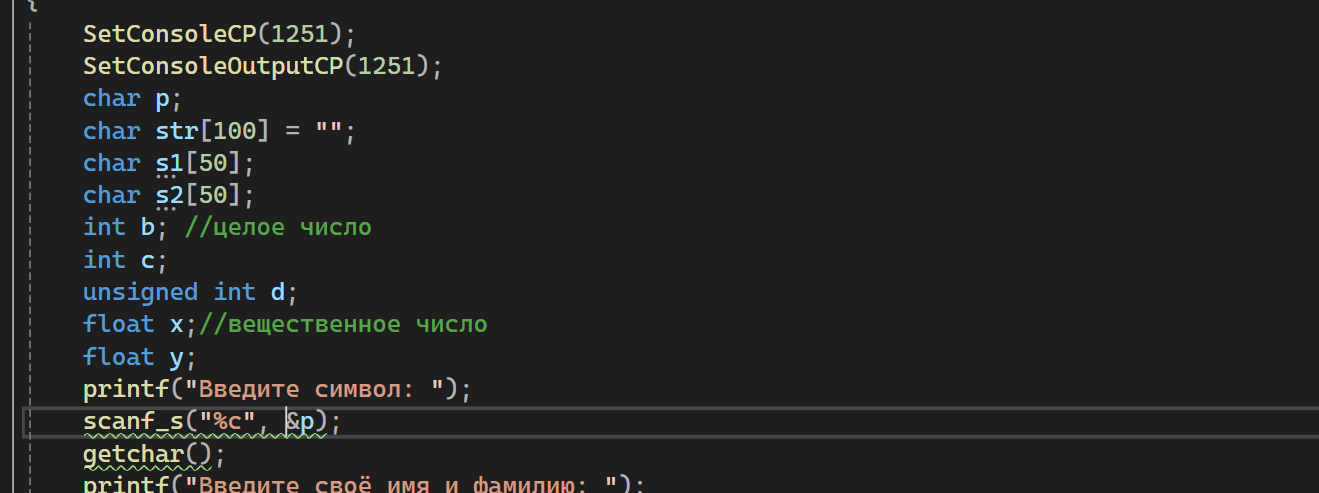 {
SetConsoleCP(1251);
SetConsoleOutputCP(1251);
char p;
char str[100] = "";
char s1[50];
char s2[50];
int b; //целое число
int c;
unsigned int d;
float x;//вещественное число
float y;
printf("Введите символ: ");
scanf_s("%c", &p);
getchar();
printf("Введите своё имя и фамилию: ");